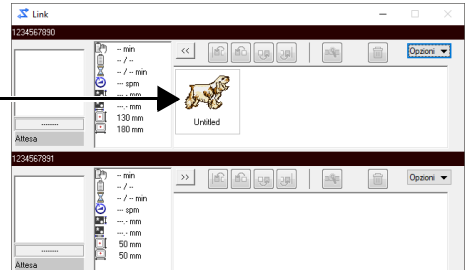 Link
1234567890
-- min
-- / --
-- / -- min
--- spm
---.- mm
---.- mm
130 mm
180 mm
<<
Opzioni
Untitled
--------
Attesa
1234567891
-- min
-- / --
-- / -- min
--- spm
---.- mm
---.- mm
50 mm
50 mm
>>
Opzioni
--------
Attesa